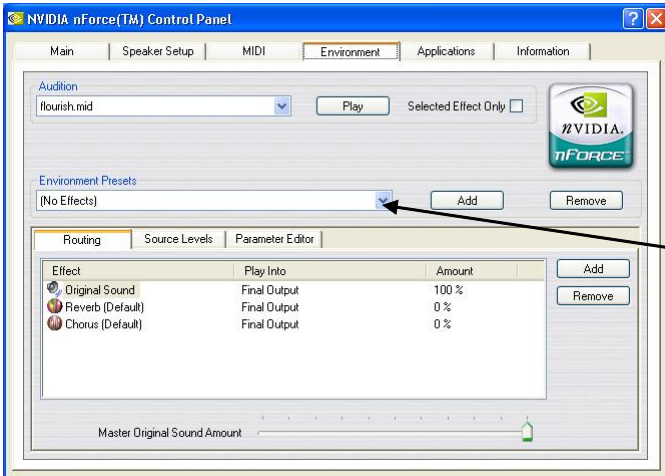 NVIDIA nForce(TM) Control Panel
Main Speaker Setup MIDI Environment Applications Information
Audition
flourish.mid Play Selected Effect Only
nVIDIA.
nFORCE
Environment Presets
(No Effects) Add Remove
Routing Source Levels Parameter Editor
Effect Play Into Amount Add
Original Sound Final Output 100 %
Remove
Reverb (Default) Final Output 0 %
Chorus (Default) Final Output 0 %
Master Original Sound Amount